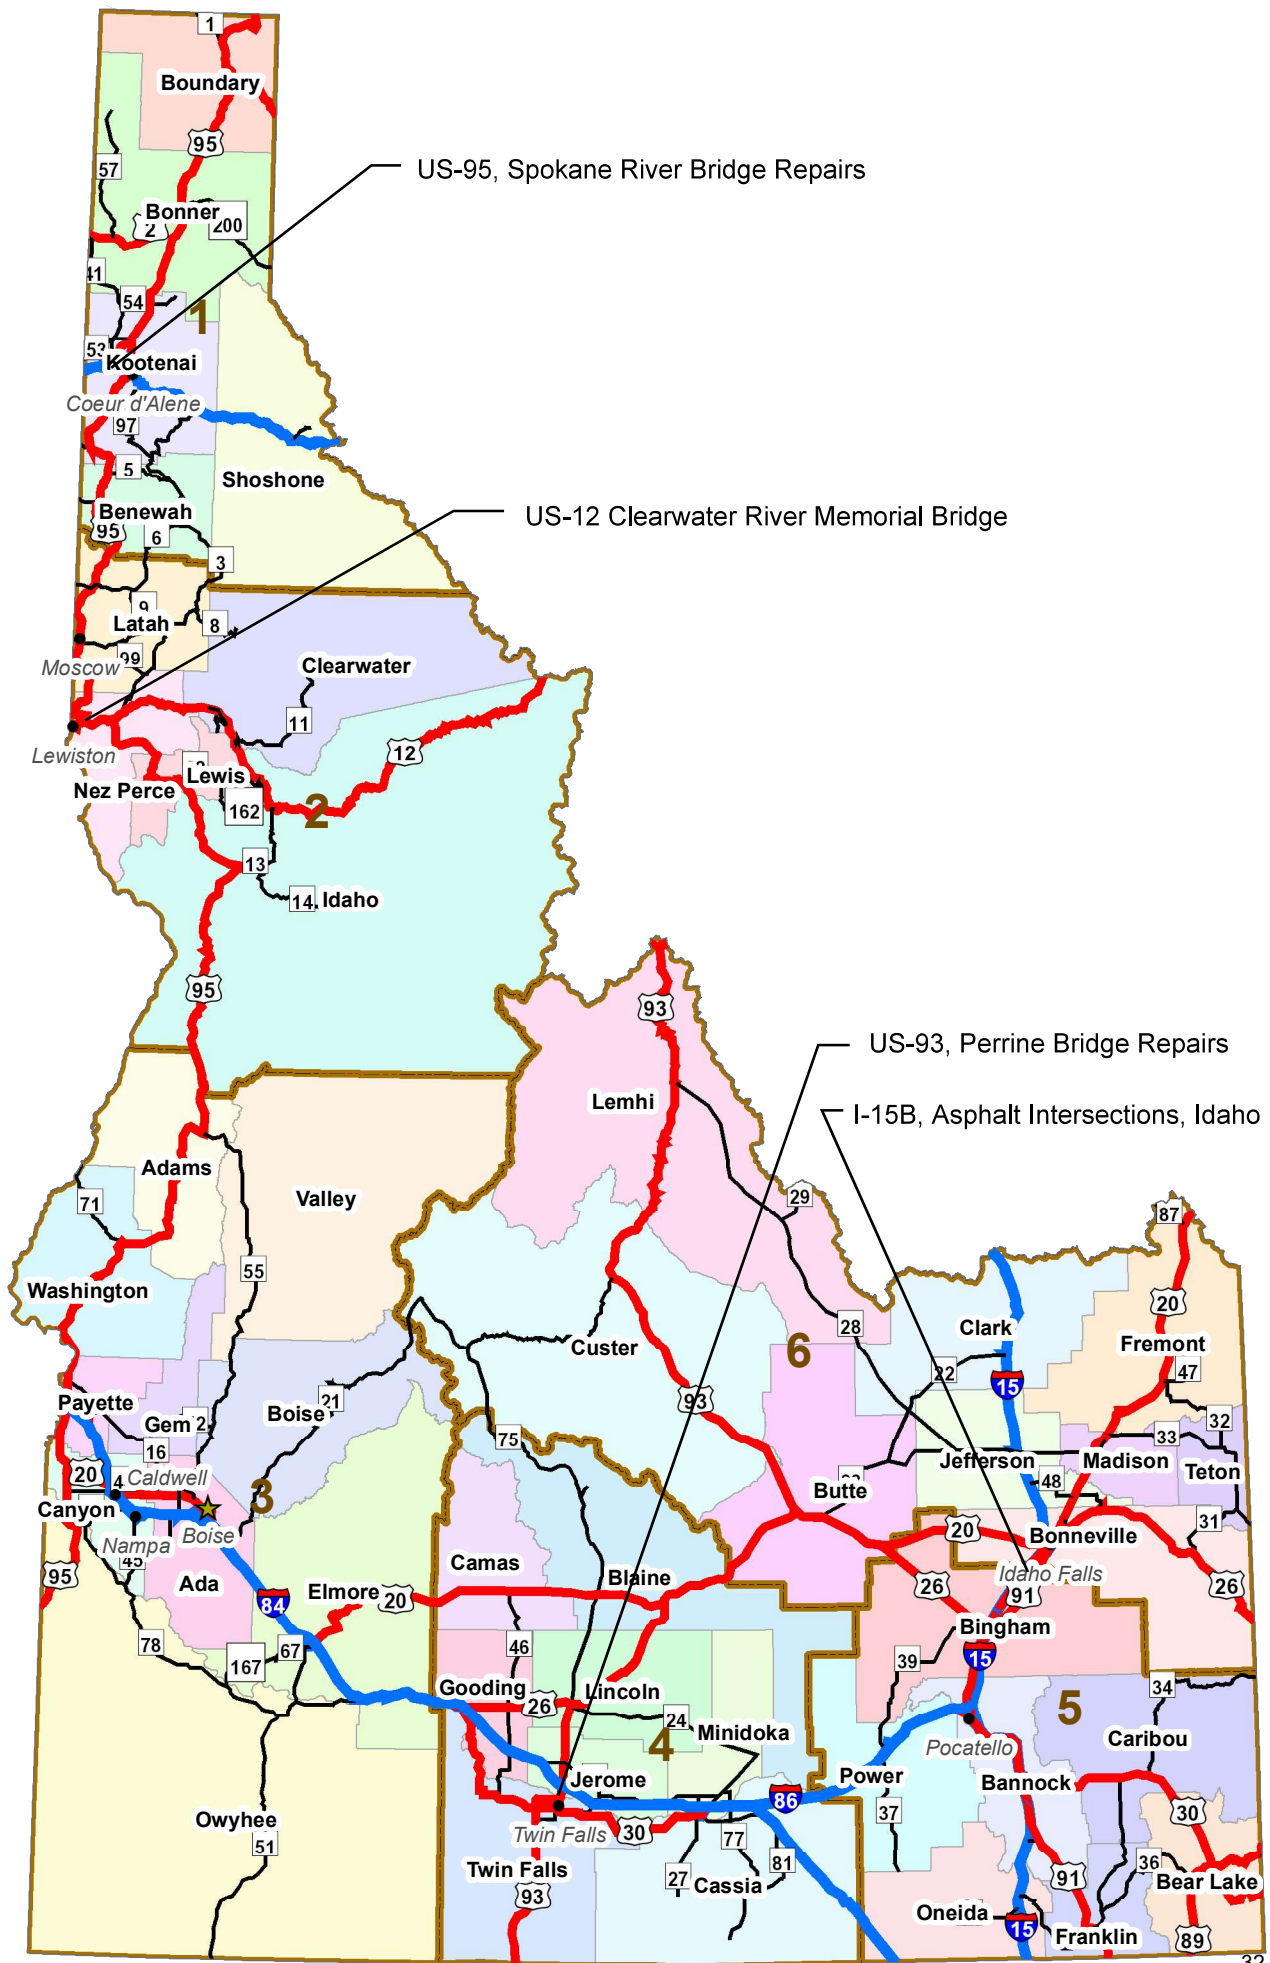 1
Boundary
95
US-95, Spokane River Bridge Repairs
57
Bonner
2
200
41
54
1
53
Kootenai
Coeur d'Alene
97
5
Shoshone
Benewah
95
6
US-12 Clearwater River Memorial Bridge
3
9
Latah
8
Moscow
99
Clearwater
11
12
Lewiston
Lewis
Nez Perce
162
2
13
14
Idaho
95
93
US-93, Perrine Bridge Repairs
Lemhi
I-15B, Asphalt Intersections, Idaho
Adams
71
Valley
29
87
55
Washington
20
28
Clark
Custer
6
Fremont
22
47
15
93
Payette
21
Boise
Gem
32
75
16
33
Jefferson
Madison
Teton
20
4
Caldwell
48
Butte
3
Canyon
31
Boise
20
Bonneville
Nampa
45
Camas
Idaho Falls
95
Ada
Blaine
26
91
26
Elmore
20
84
Bingham
78
46
67
39
15
167
Gooding
Lincoln
34
26
24
5
Minidoka
4
Pocatello
Caribou
Jerome
Power
Bannock
86
30
Owyhee
37
51
Twin Falls
30
77
81
36
Twin Falls
27
Cassia
91
Bear Lake
93
Oneida
15
Franklin
89
32